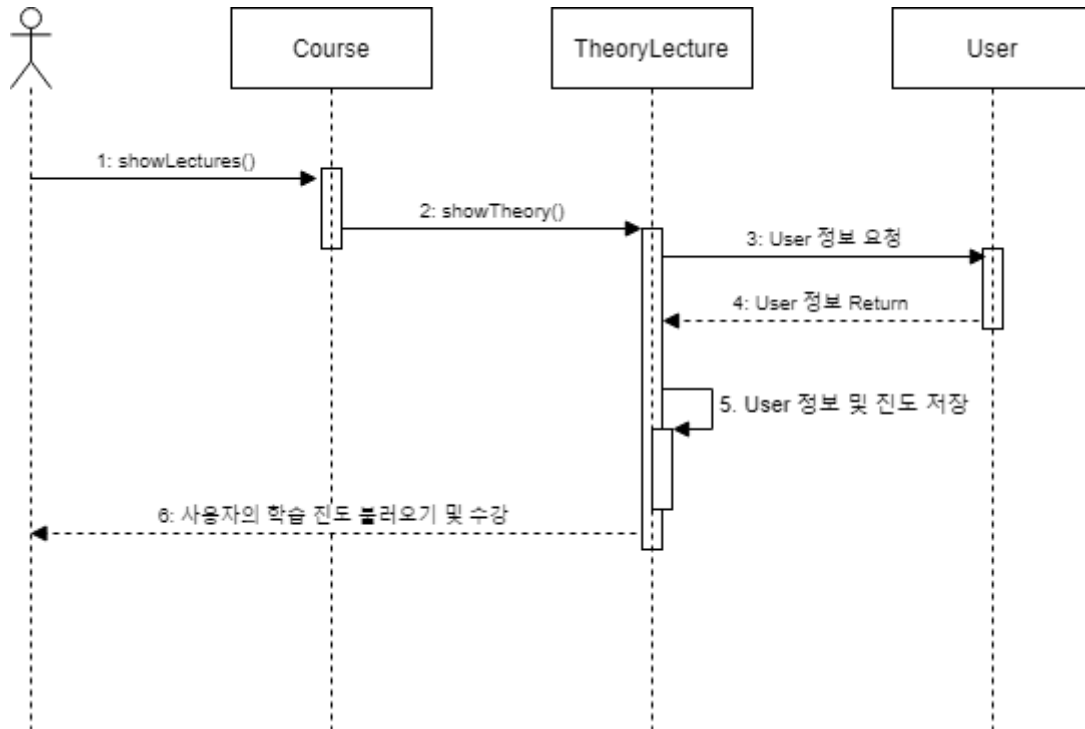 Course
TheoryLecture
User
1: showLectures()
2: showTheory()
3: User 정보 요청
4: User 정보 Return
5. User 정보 및 진도 저장
6: 사용자의 학습 진도 불러오기 및 수강